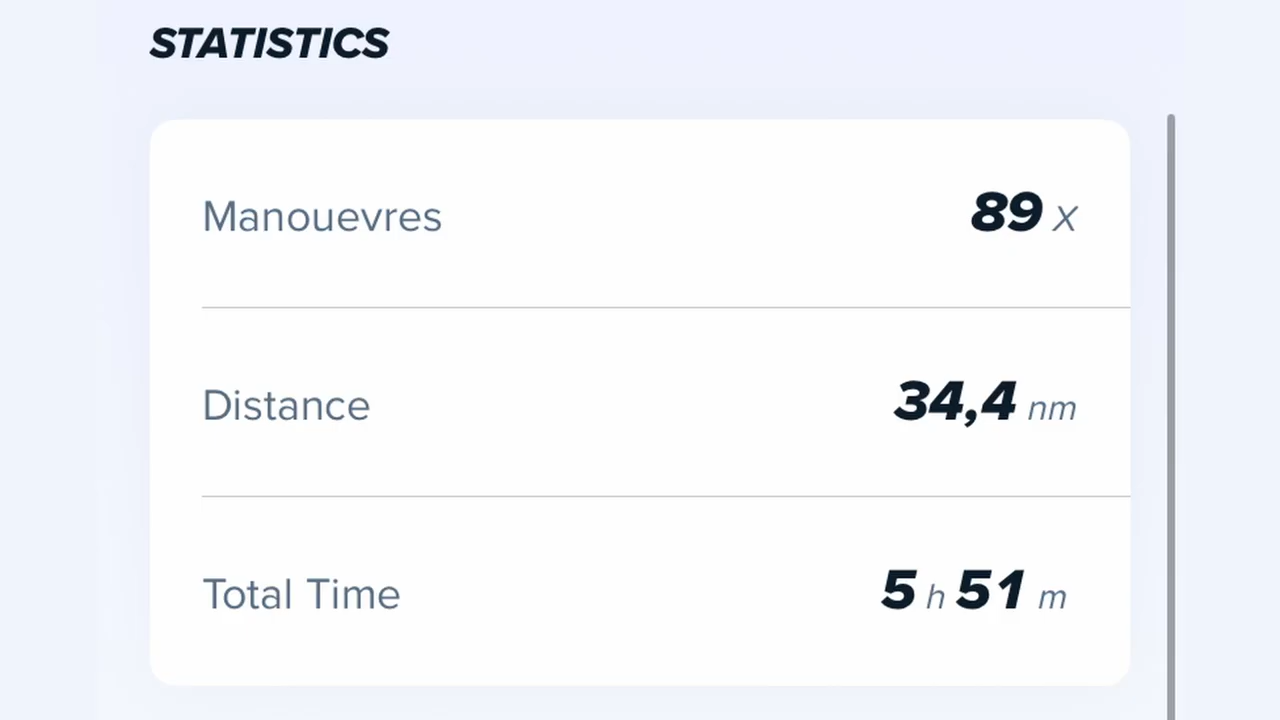 STATISTICS
Manouevres 89 X
Distance 34,4 nm
Total Time 5 h 51 m